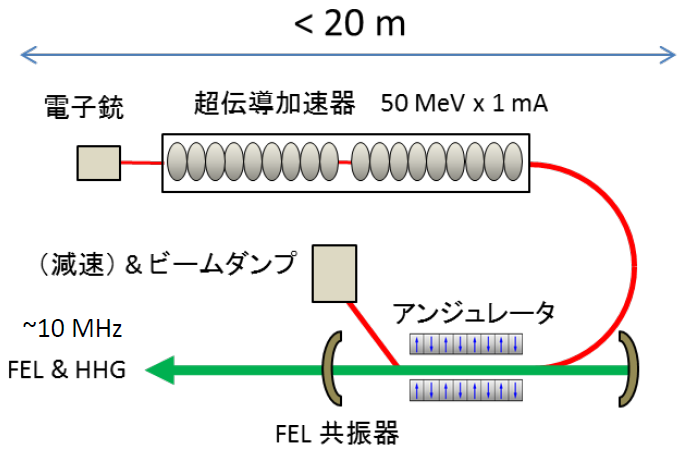 < 20 m
電子銃
超伝導加速器 50 MeV x 1 mA
（減速）＆ビームダンプ
アンジュレータ
~10 MHz
FEL & HHG
FEL 共振器